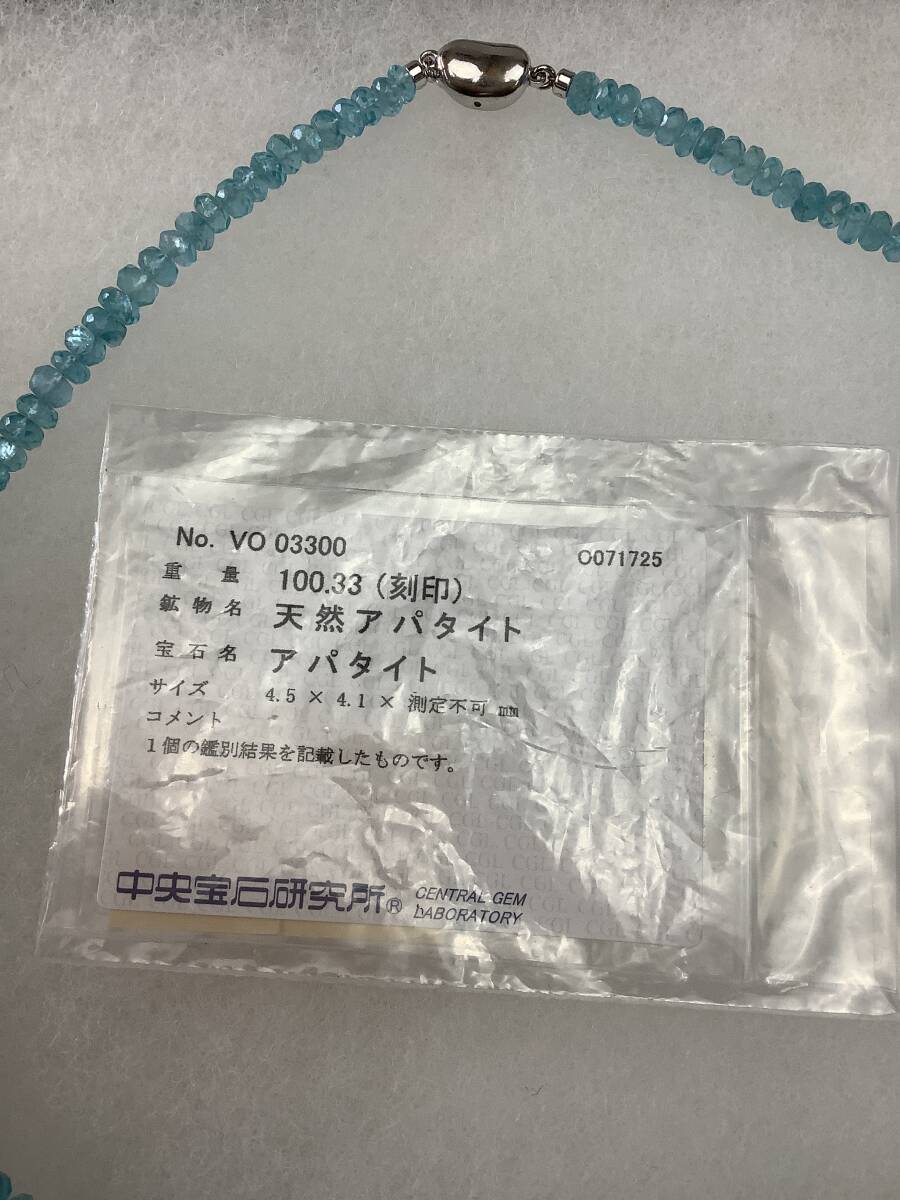 No. VO 03300
O071725
重量 100.33 (刻印)
鉱物名 天然アパタイト
宝石名 アパタイト
サイズ 4.5 × 4.1 × 測定不可 mm
コメント
1個の鑑別結果を記載したものです。
中央宝石研究所® CENTRAL GEM
LABORATORY